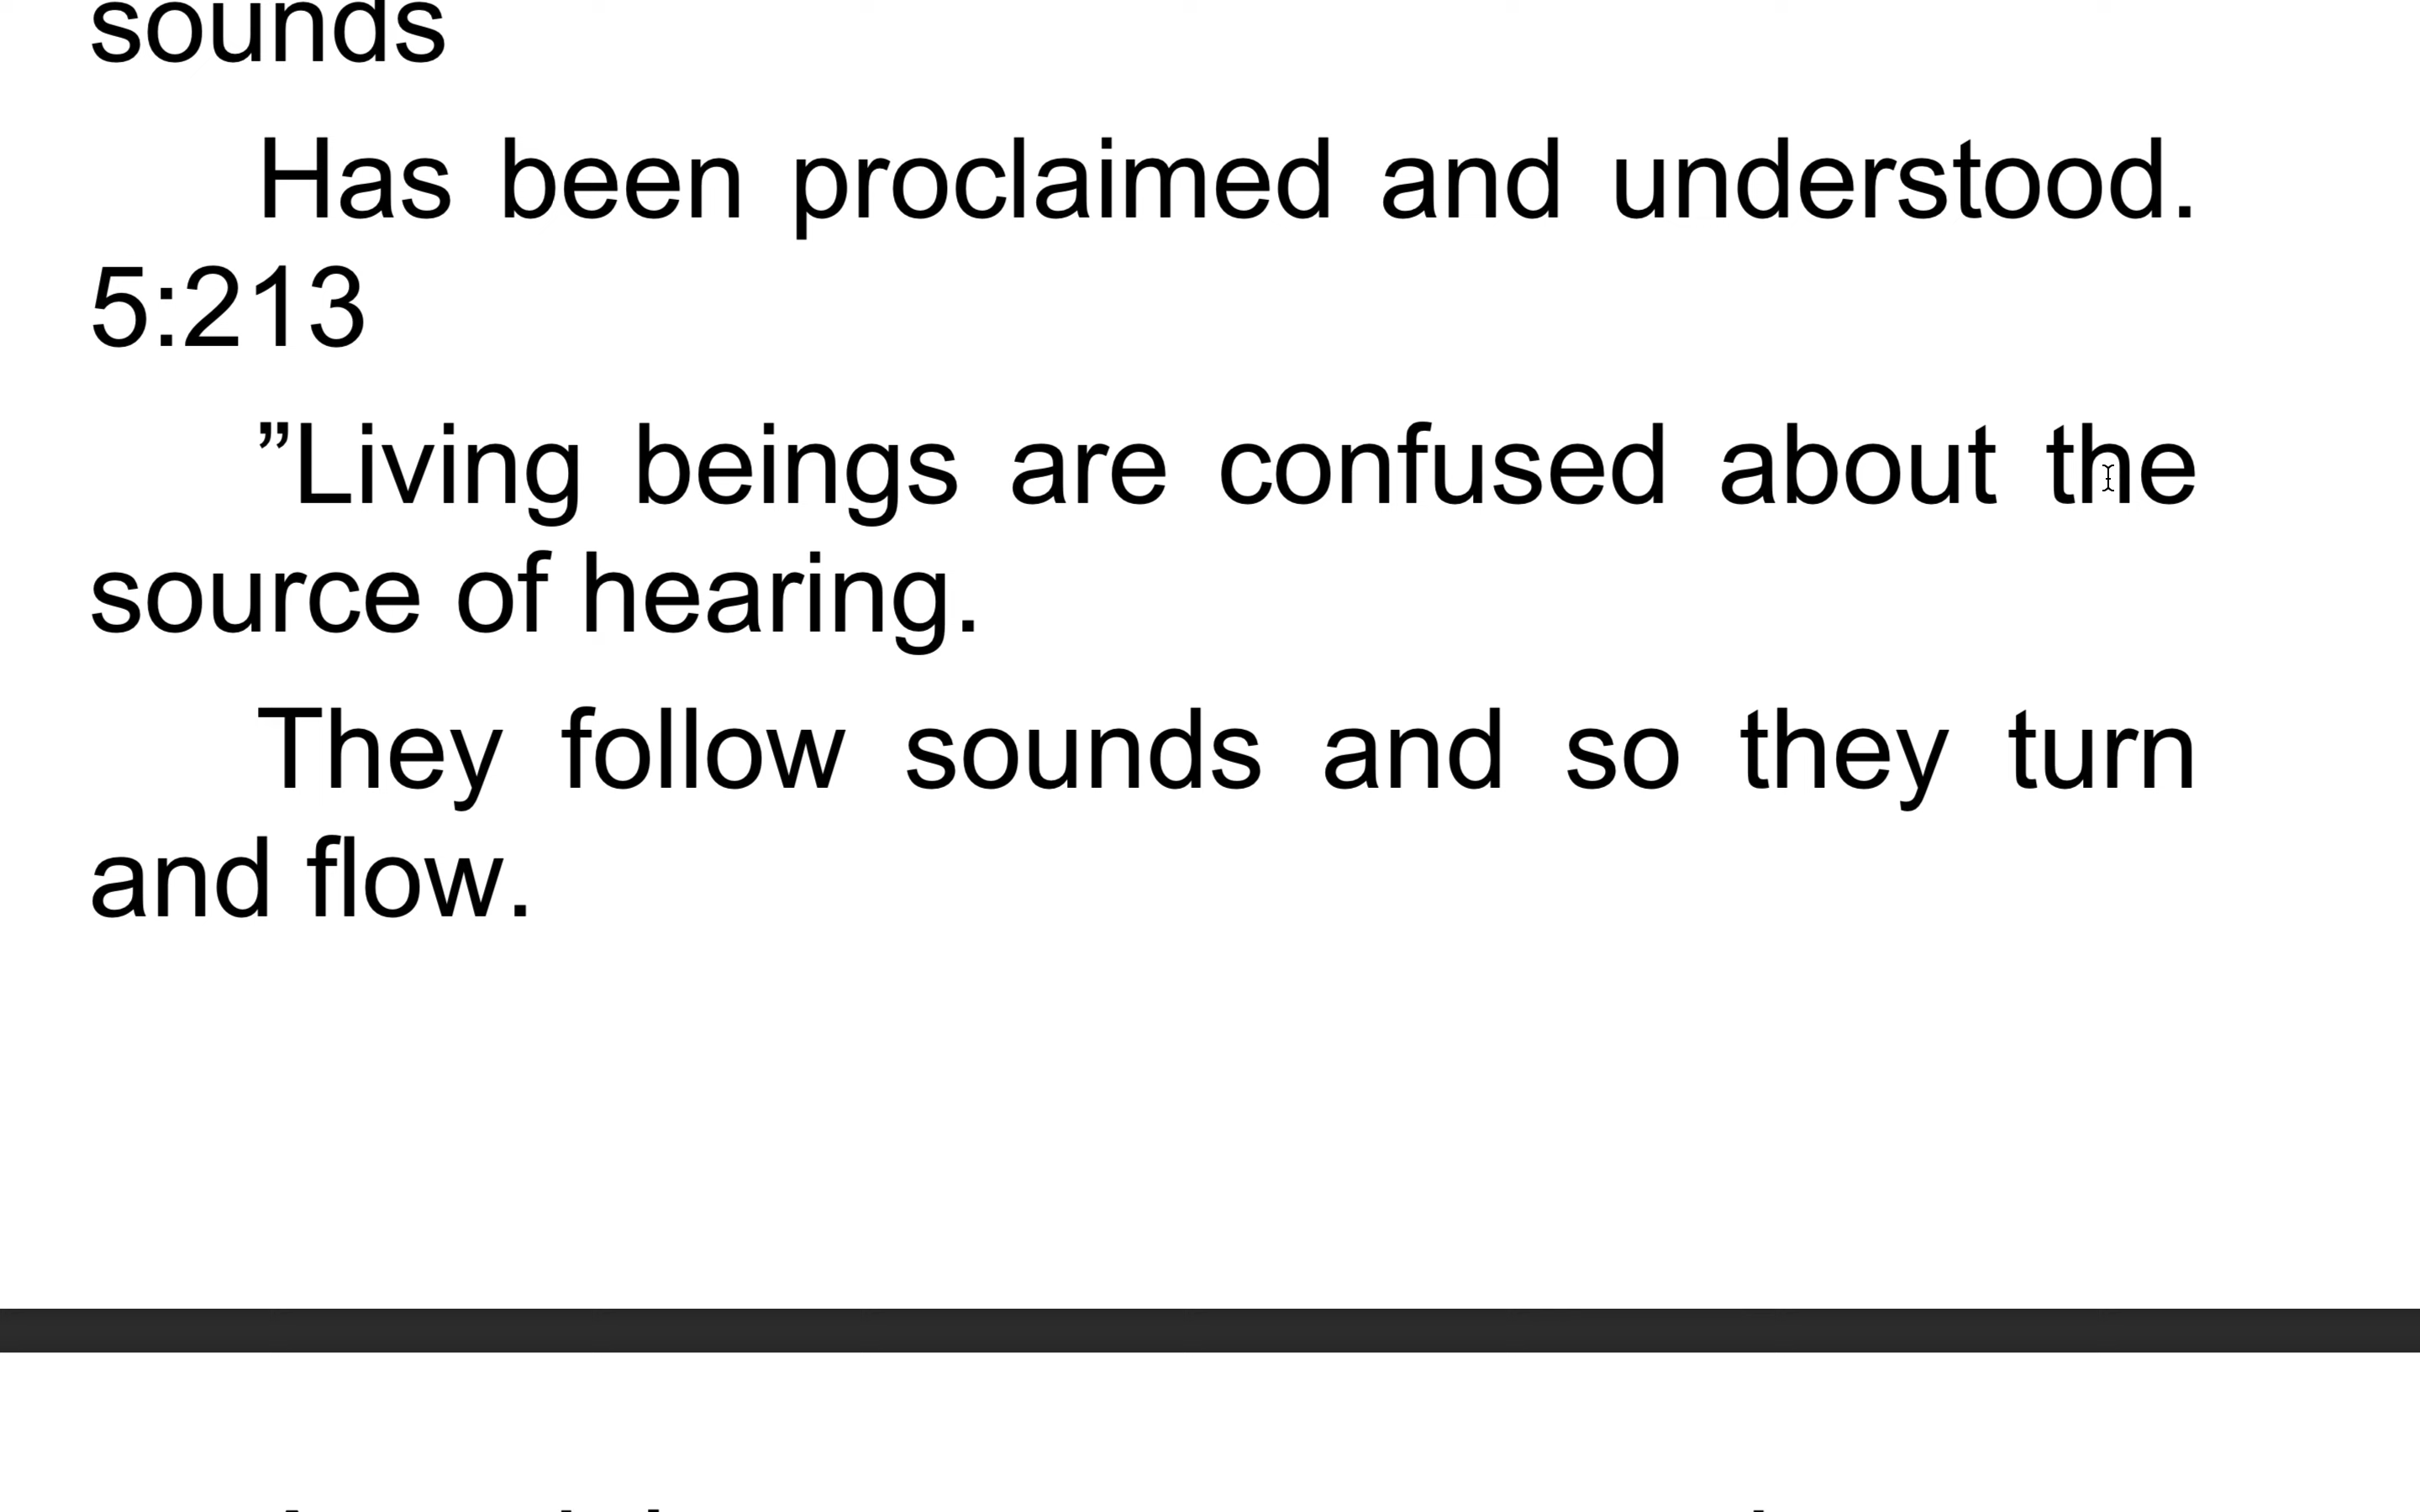 sounds
Has been proclaimed and understood.
5:213
”Living beings are confused about the
source of hearing.
They follow sounds and so they turn
and flow.